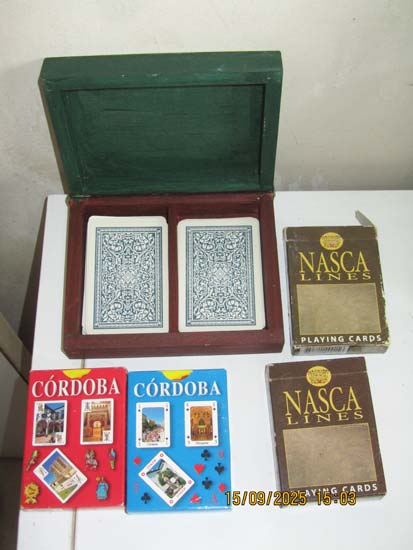 NASCA
LINES
PLAYING CARDS
CÓRDOBA
CÓRDOBA
NASCA
LINES
PLAYING CARDS
15/09/2025 15:03